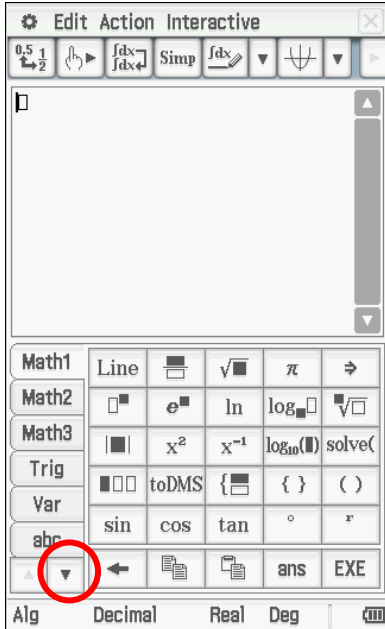 Edit Action Interactive
0.5 1/2 ∫dx ∫dx Simp ∫dx
Math1 Line √ π ⇒
Math2 e ln log √
Math3 |■| x² x⁻¹ log₁₀(■) solve(
Trig toDMS { { } ( )
Var sin cos tan ° r
abc
ans EXE
Alg Decimal Real Deg